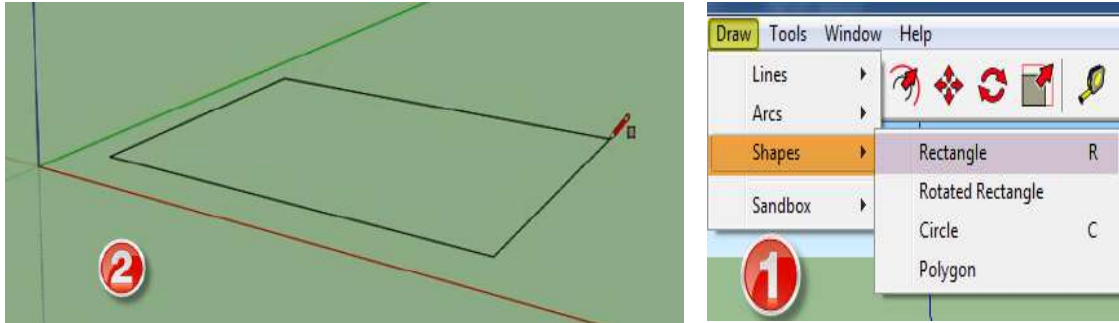 2
Draw Tools Window Help
Lines
Arcs
Shapes
Sandbox
Rectangle R
Rotated Rectangle
Circle C
Polygon
1